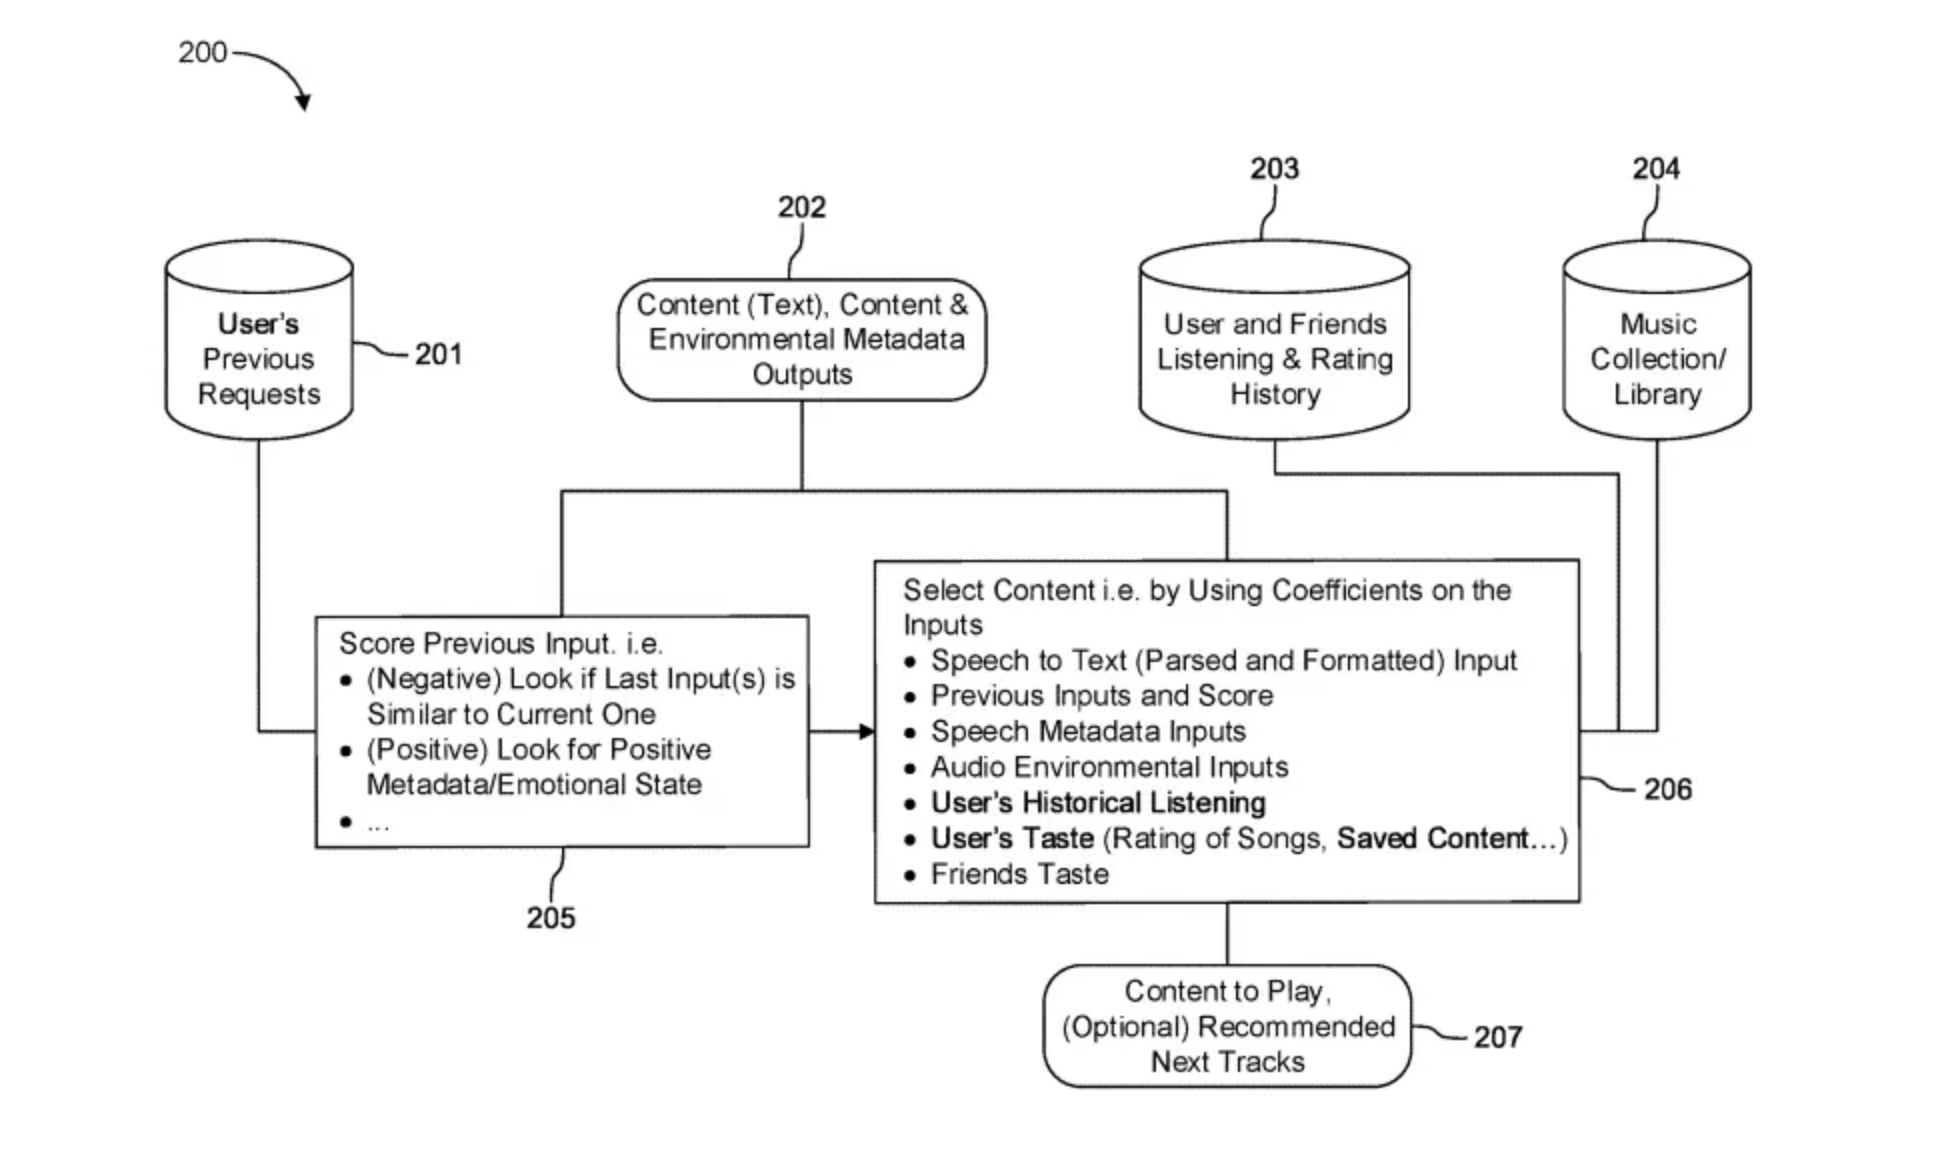 200
203
204
202
User's
Previous
Requests
201
Content (Text), Content &
Environmental Metadata
Outputs
User and Friends
Listening & Rating
History
Music
Collection/
Library
Score Previous Input. i.e.
• (Negative) Look if Last Input(s) is
Similar to Current One
• (Positive) Look for Positive
Metadata/Emotional State
• ...
205
Select Content i.e. by Using Coefficients on the
Inputs
• Speech to Text (Parsed and Formatted) Input
• Previous Inputs and Score
• Speech Metadata Inputs
• Audio Environmental Inputs
• User's Historical Listening
• User's Taste (Rating of Songs, Saved Content...)
• Friends Taste
206
Content to Play,
(Optional) Recommended
Next Tracks
207